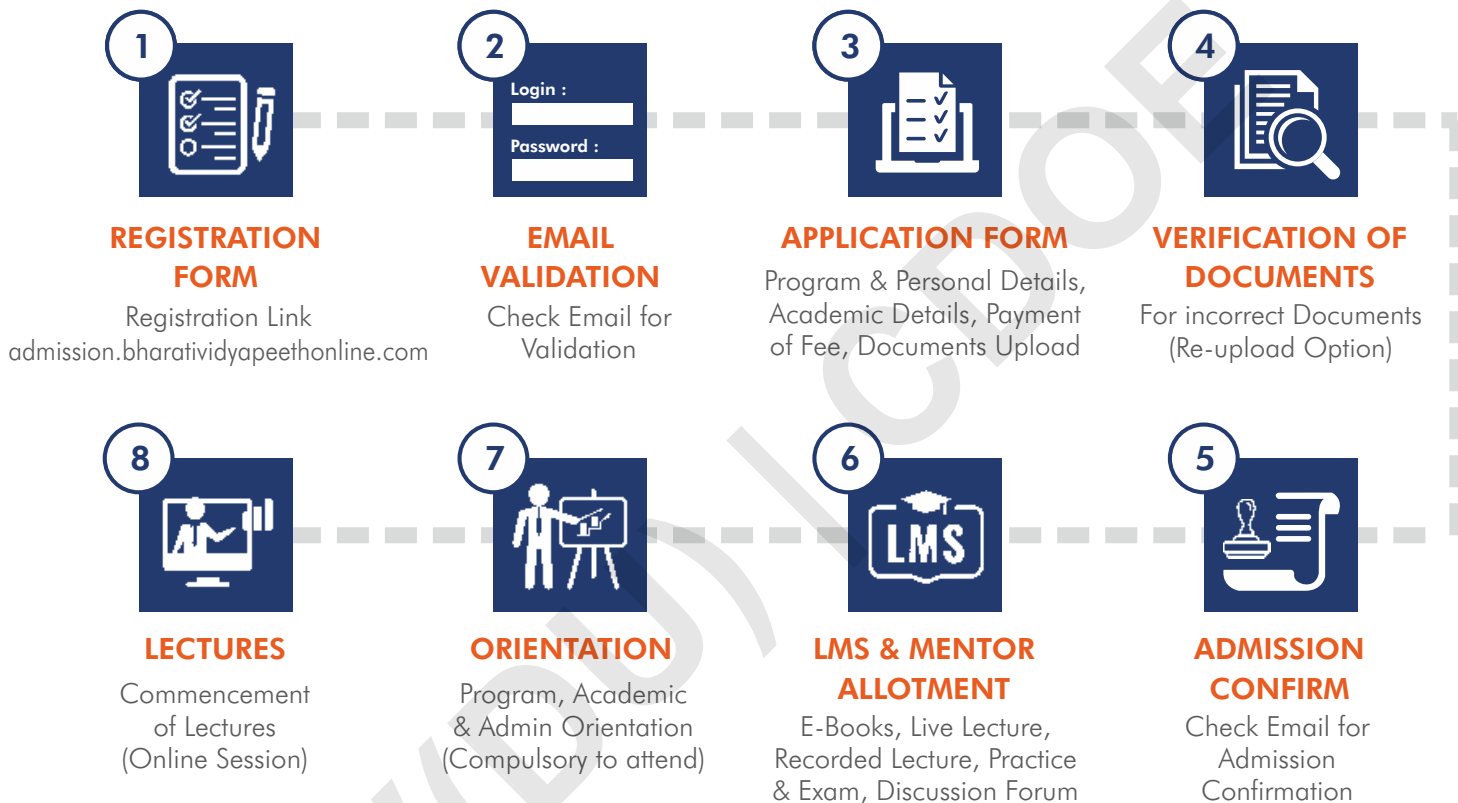 1
REGISTRATION
FORM
Registration Link
admission.bharatividyapeethonline.com
2
Login :
Password :
EMAIL
VALIDATION
Check Email for
Validation
3
APPLICATION FORM
Program & Personal Details,
Academic Details, Payment
of Fee, Documents Upload
4
VERIFICATION OF
DOCUMENTS
For incorrect Documents
(Re-upload Option)
5
ADMISSION
CONFIRM
Check Email for
Admission
Confirmation
6
LMS
LMS & MENTOR
ALLOTMENT
E-Books, Live Lecture,
Recorded Lecture, Practice
& Exam, Discussion Forum
7
ORIENTATION
Program, Academic
& Admin Orientation
(Compulsory to attend)
8
LECTURES
Commencement
of Lectures
(Online Session)
(DU) | CDOE